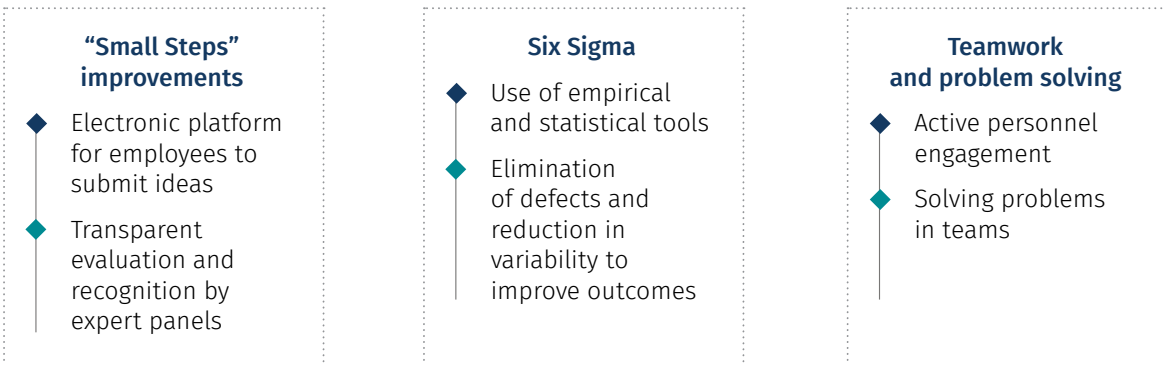 “Small Steps”
improvements
Electronic platform
for employees to
submit ideas
Transparent
evaluation and
recognition by
expert panels
Six Sigma
Use of empirical
and statistical tools
Elimination
of defects and
reduction in
variability to
improve outcomes
Teamwork
and problem solving
Active personnel
engagement
Solving problems
in teams